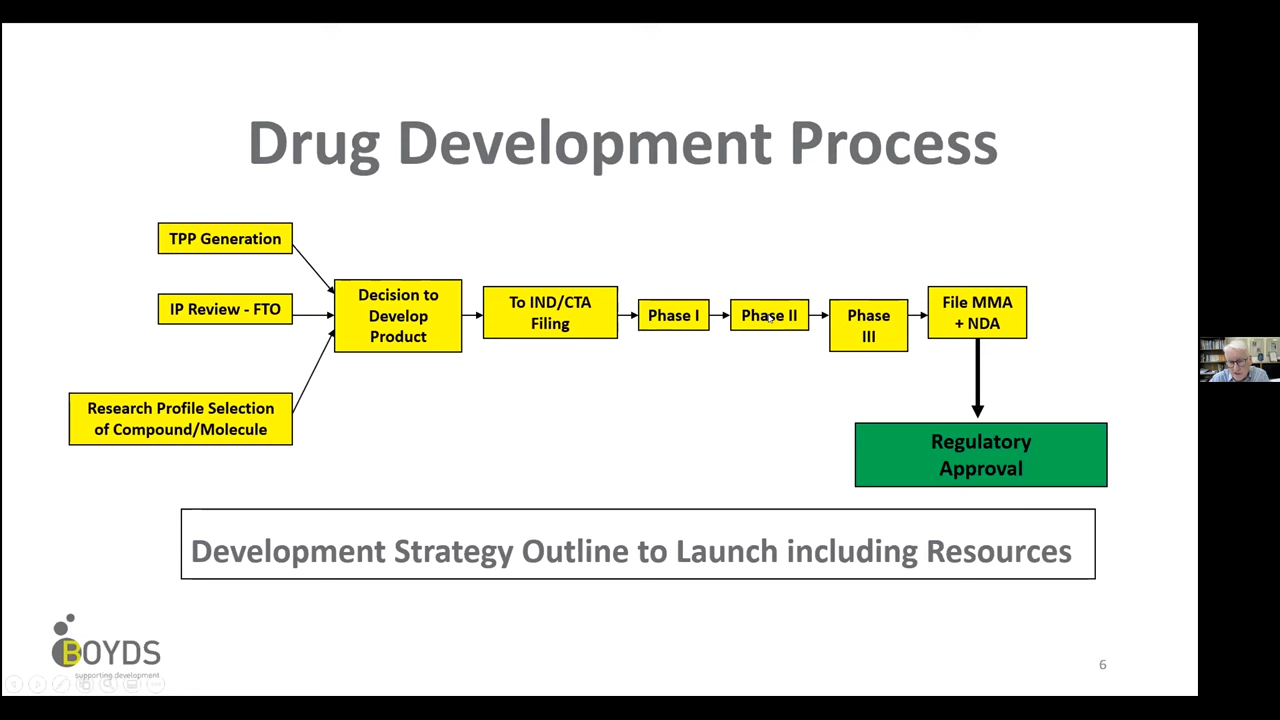 Drug Development Process
TPP Generation
IP Review - FTO
Research Profile Selection
of Compound/Molecule
Decision to
Develop
Product
To IND/CTA
Filing
Phase I
Phase II
Phase
III
File MMA
+ NDA
Regulatory
Approval
Development Strategy Outline to Launch including Resources
BOYDS
supporting development
6